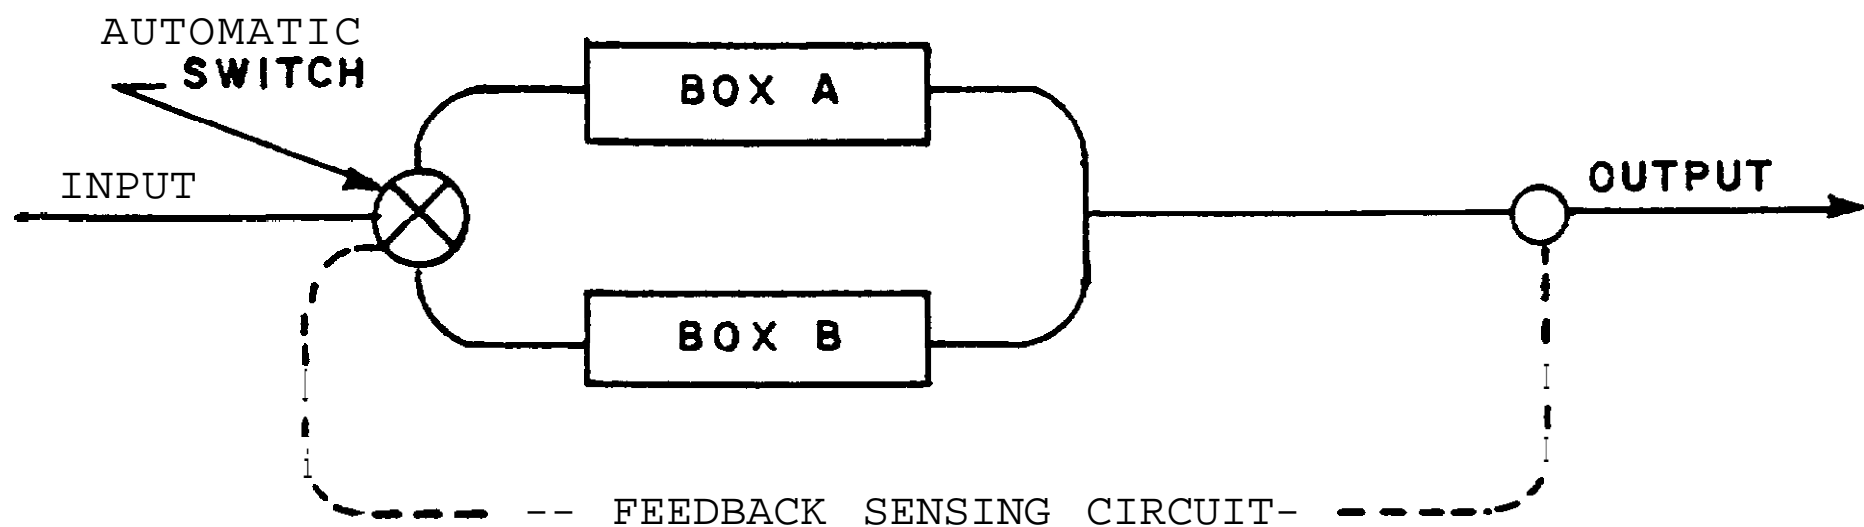 AUTOMATIC
SWITCH
BOX A
INPUT
OUTPUT
BOX B
-- FEEDBACK SENSING CIRCUIT-